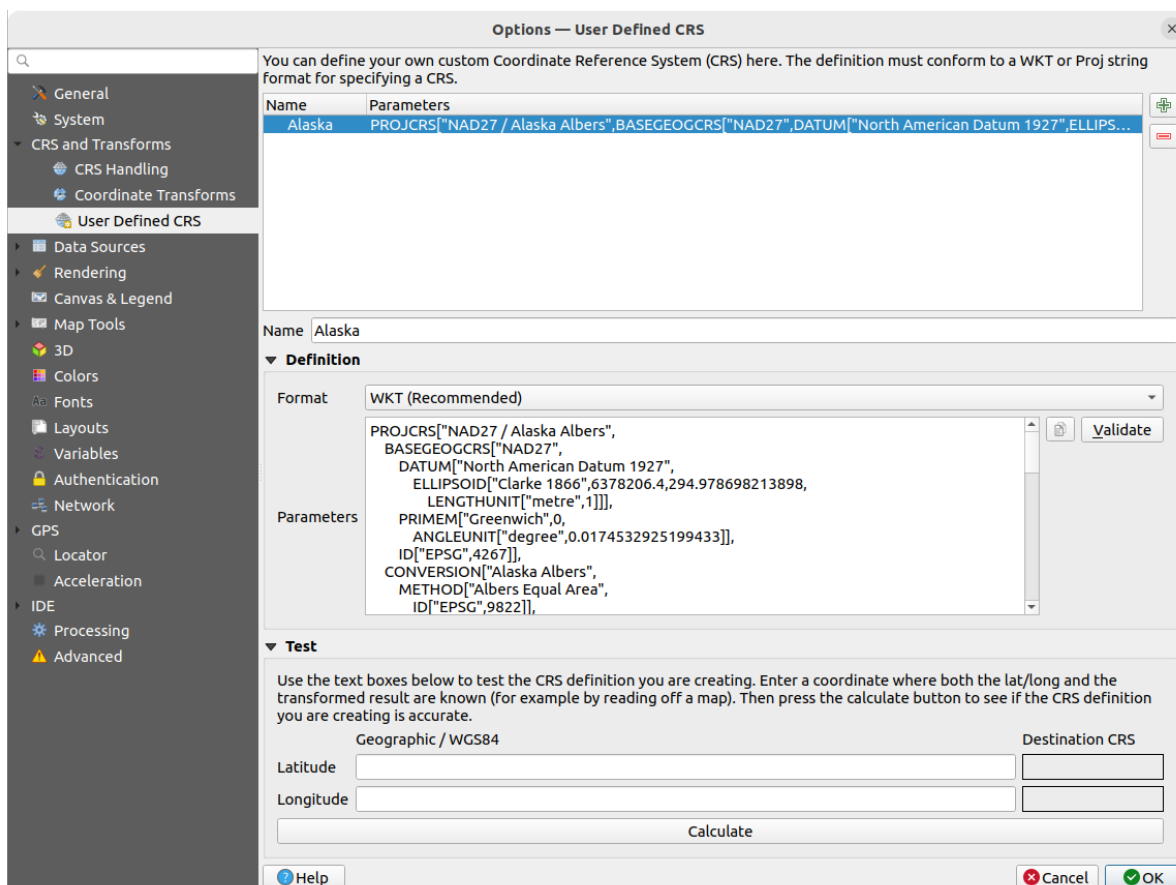 Options — User Defined CRS
General
System
CRS and Transforms
CRS Handling
Coordinate Transforms
User Defined CRS
Data Sources
Rendering
Canvas & Legend
Map Tools
3D
Colors
Fonts
Layouts
Variables
Authentication
Network
GPS
Locator
Acceleration
IDE
Processing
Advanced
You can define your own custom Coordinate Reference System (CRS) here. The definition must conform to a WKT or Proj string
format for specifying a CRS.
Name Parameters
Alaska PROJCRS["NAD27 / Alaska Albers",BASEGEOGCRS["NAD27",DATUM["North American Datum 1927",ELLIPS...
Name Alaska
Definition
Format WKT (Recommended)
Parameters
PROJCRS["NAD27 / Alaska Albers",
BASEGEOGCRS["NAD27",
DATUM["North American Datum 1927",
ELLIPSOID["Clarke 1866",6378206.4,294.978698213898,
LENGTHUNIT["metre",1]]],
PRIMEM["Greenwich",0,
ANGLEUNIT["degree",0.0174532925199433]],
ID["EPSG",4267]],
CONVERSION["Alaska Albers",
METHOD["Albers Equal Area",
ID["EPSG",9822]],
Validate
Test
Use the text boxes below to test the CRS definition you are creating. Enter a coordinate where both the lat/long and the
transformed result are known (for example by reading off a map). Then press the calculate button to see if the CRS definition
you are creating is accurate.
Geographic / WGS84 Destination CRS
Latitude
Longitude
Calculate
Help Cancel OK